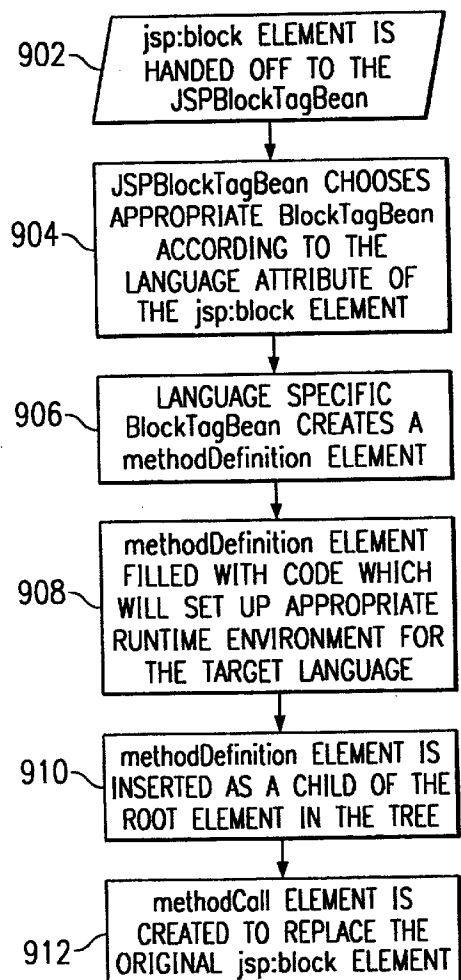 902
jsp:block ELEMENT IS
HANDED OFF TO THE
JSPBlockTagBean
904
JSPBlockTagBean CHOOSES
APPROPRIATE BlockTagBean
ACCORDING TO THE
LANGUAGE ATTRIBUTE OF
THE jsp:block ELEMENT
906
LANGUAGE SPECIFIC
BlockTagBean CREATES A
methodDefinition ELEMENT
908
methodDefinition ELEMENT
FILLED WITH CODE WHICH
WILL SET UP APPROPRIATE
RUNTIME ENVIRONMENT FOR
THE TARGET LANGUAGE
910
methodDefinition ELEMENT IS
INSERTED AS A CHILD OF THE
ROOT ELEMENT IN THE TREE
912
methodCall ELEMENT IS
CREATED TO REPLACE THE
ORIGINAL jsp:block ELEMENT